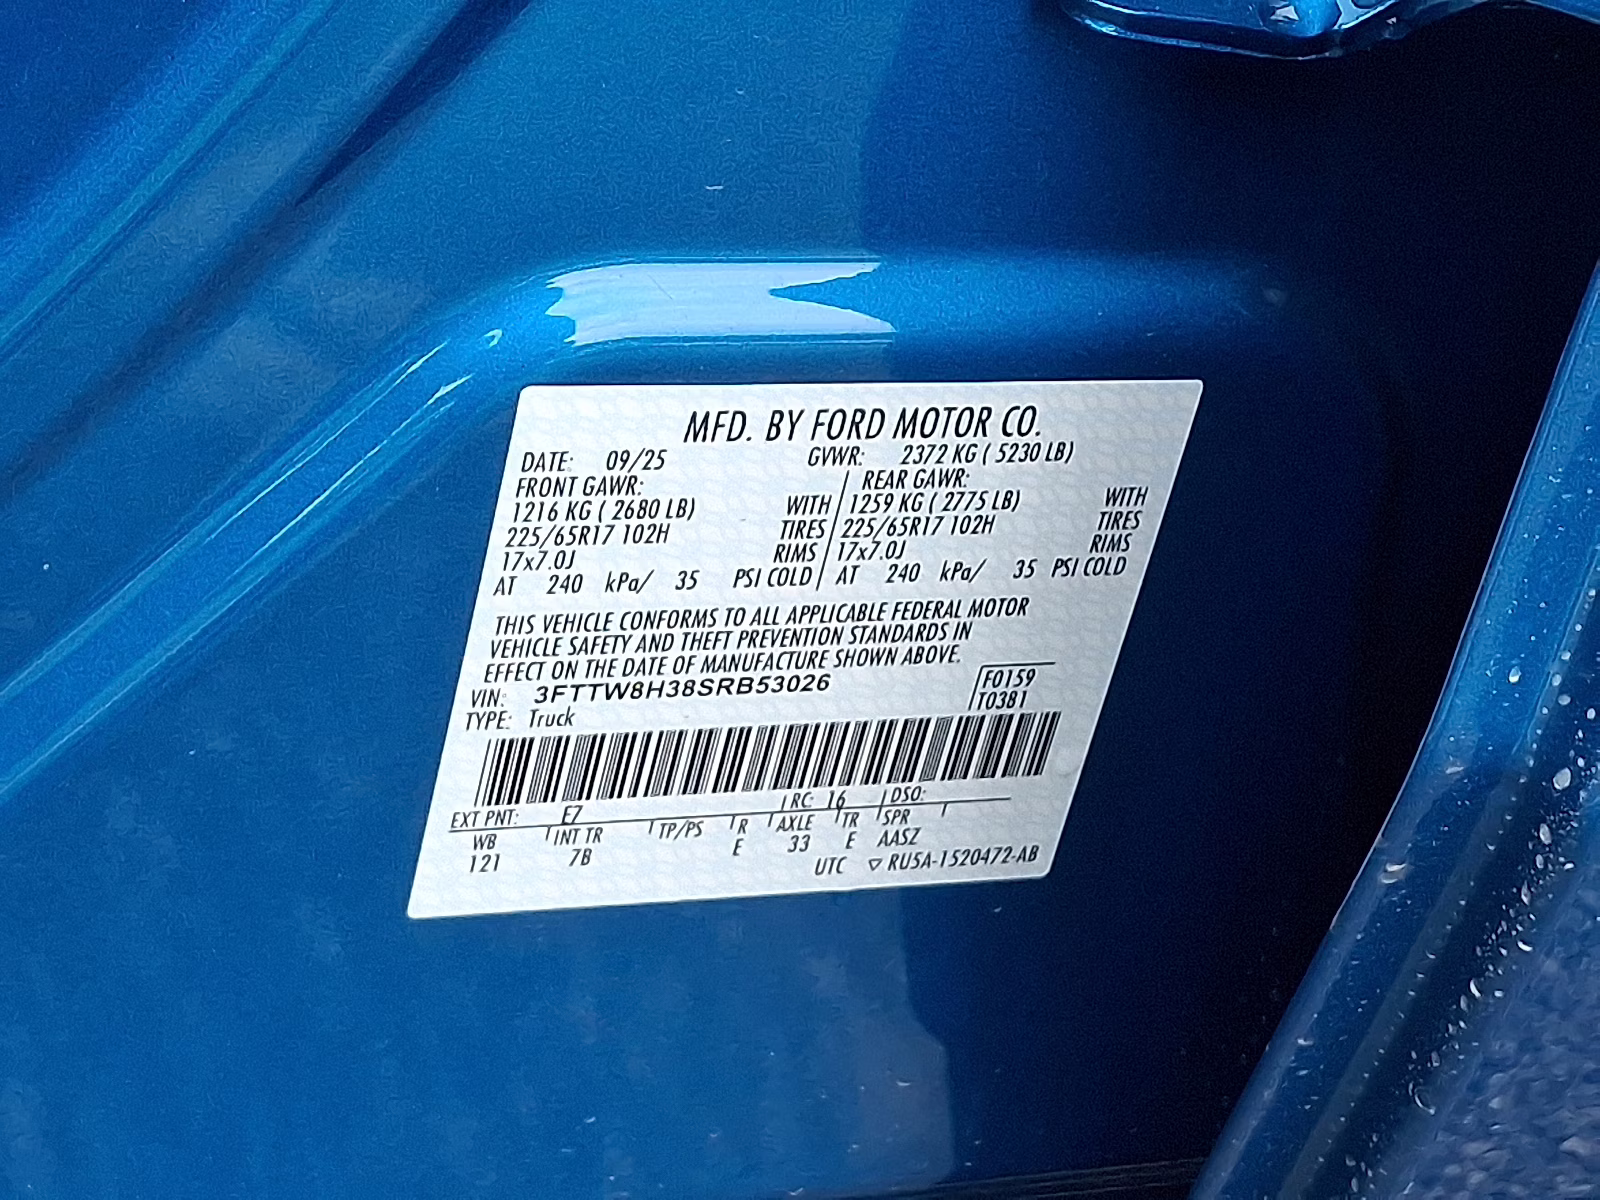 MFD. BY FORD MOTOR CO.
DATE: 09/25 GVWR: 2372 KG ( 5230 LB)
FRONT GAWR: REAR GAWR:
1216 KG ( 2680 LB) WITH 1259 KG ( 2775 LB) WITH
225/65R17 102H TIRES 225/65R17 102H TIRES
17x7.0J RIMS 17x7.0J RIMS
AT 240 kPa/ 35 PSI COLD AT 240 kPa/ 35 PSI COLD
THIS VEHICLE CONFORMS TO ALL APPLICABLE FEDERAL MOTOR
VEHICLE SAFETY AND THEFT PREVENTION STANDARDS IN
EFFECT ON THE DATE OF MANUFACTURE SHOWN ABOVE.
VIN: 3FTTW8H38SRB53026 F0159
TYPE: Truck T0381
EXT PNT: E7 RC: 16 DSO:
WB INT TR TP/PS R AXLE TR SPR
121 7B E 33 E AASZ
UTC ▽ RU5A-1520472-AB